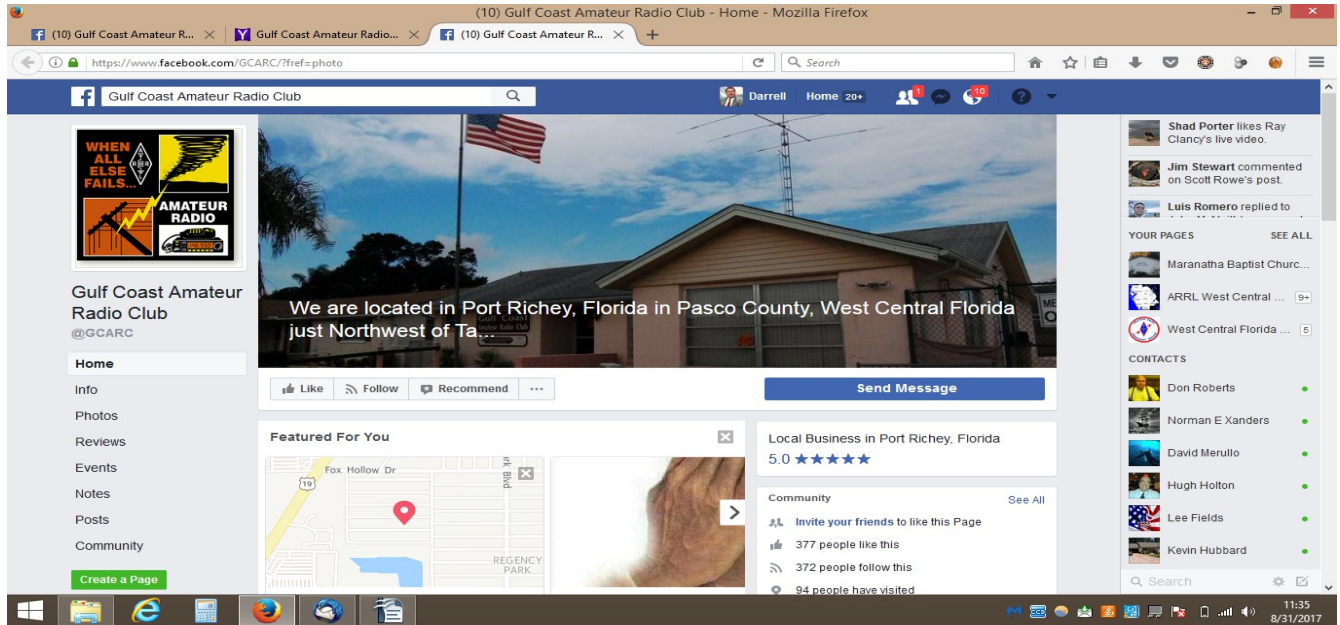 (10) Gulf Coast Amateur Radio Club - Home - Mozilla Firefox
(10) Gulf Coast Amateur R...
Gulf Coast Amateur Radio...
(10) Gulf Coast Amateur R...
https://www.facebook.com/GCARC/?fref=photo
Search
Gulf Coast Amateur Radio Club
Darrell
Home 20+
1
10
WHEN
ALL
ELSE
FAILS...
AMATEUR
RADIO
Gulf Coast Amateur
Radio Club
@GCARC
Home
Info
Photos
Reviews
Events
Notes
Posts
Community
Create a Page
We are located in Port Richey, Florida in Pasco County, West Central Florida
just Northwest of Ta...
Gulf Coast
Amateur Radio Club
Like
Follow
Recommend
Send Message
Featured For You
Fox Hollow Dr
19
rk Blvd
REGENCY
PARK
Local Business in Port Richey, Florida
5.0
Community
See All
Invite your friends to like this Page
377 people like this
372 people follow this
94 people have visited
Shad Porter likes Ray
Clancy's live video.
Jim Stewart commented
on Scott Rowe's post.
Luis Romero replied to
YOUR PAGES
SEE ALL
Maranatha Baptist Churc...
ARRL West Central ... 9+
West Central Florida ... 5
CONTACTS
Don Roberts
Norman E Xanders
David Merullo
Hugh Holton
Lee Fields
Kevin Hubbard
Search
11:35
8/31/2017